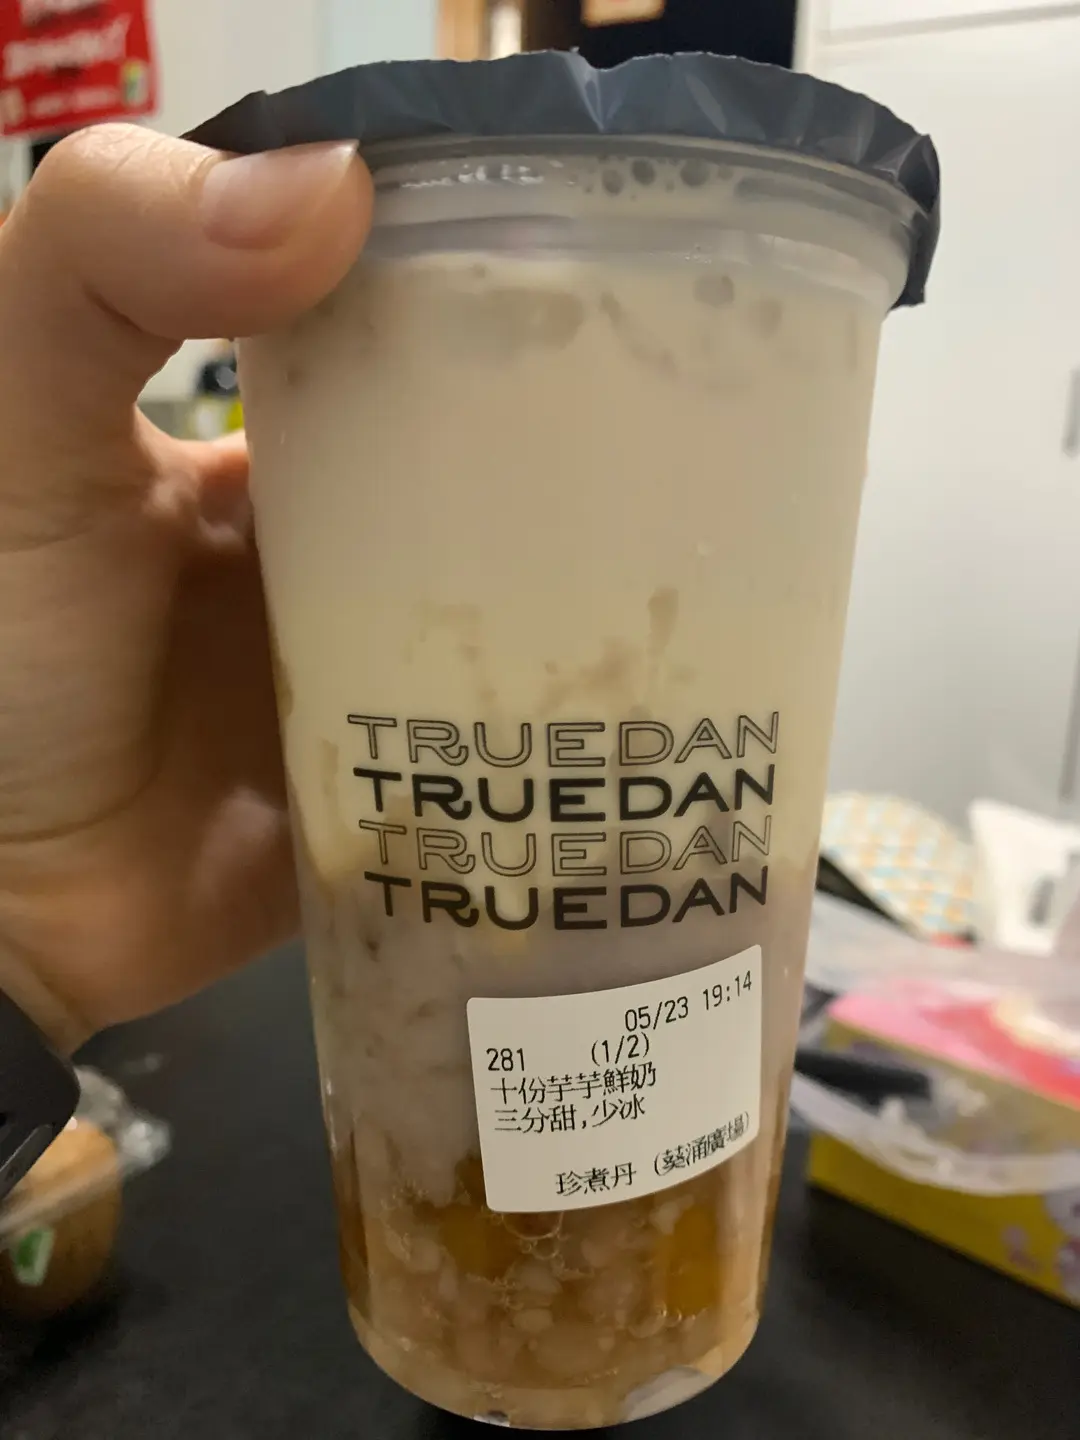 TRUEDAN
TRUEDAN
TRUEDAN
TRUEDAN
05/23 19:14
281 (1/2)
十份芋芋鮮奶
三分甜,少冰
珍煮丹 (葵涌廣場)